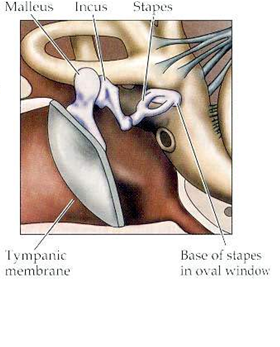 Malleus Incus Stapes
Tympanic
membrane
Base of stapes
in oval window